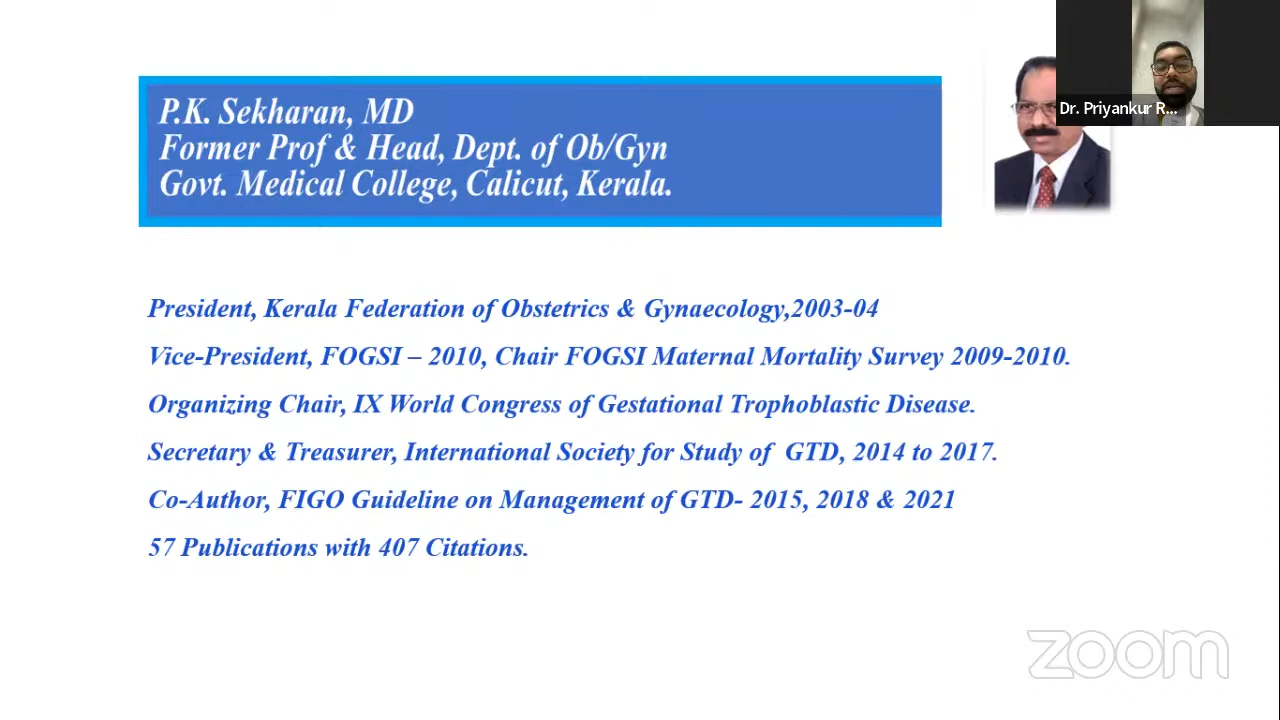 P.K. Sekharan, MD
Former Prof & Head, Dept. of Ob/Gyn
Govt. Medical College, Calicut, Kerala.
Dr. Priyankur R...
President, Kerala Federation of Obstetrics & Gynaecology,2003-04
Vice-President, FOGSI – 2010, Chair FOGSI Maternal Mortality Survey 2009-2010.
Organizing Chair, IX World Congress of Gestational Trophoblastic Disease.
Secretary & Treasurer, International Society for Study of GTD, 2014 to 2017.
Co-Author, FIGO Guideline on Management of GTD- 2015, 2018 & 2021
57 Publications with 407 Citations.
zoom